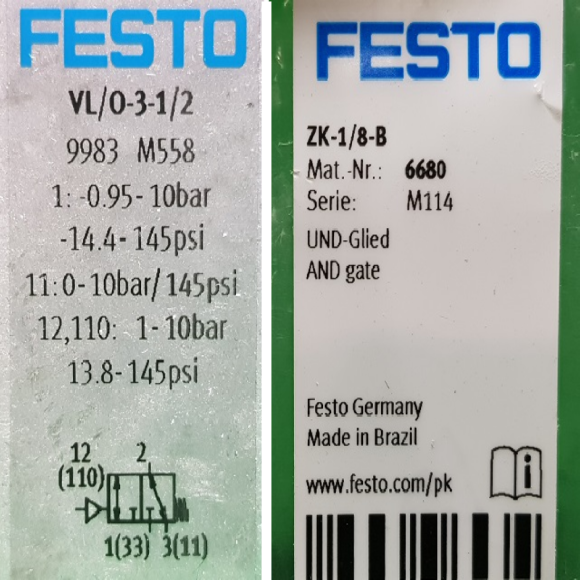 FESTO
VL/O-3-1/2
9983 M558
1: -0.95- 10bar
-14.4- 145psi
11:0- 10bar/ 145psi
12,110: 1- 10bar
13.8- 145psi
12 2
(110)
1(33) 3(11)
FESTO
ZK-1/8-B
Mat.-Nr.: 6680
Serie: M114
UND-Glied
AND gate
Festo Germany
Made in Brazil
www.festo.com/pk